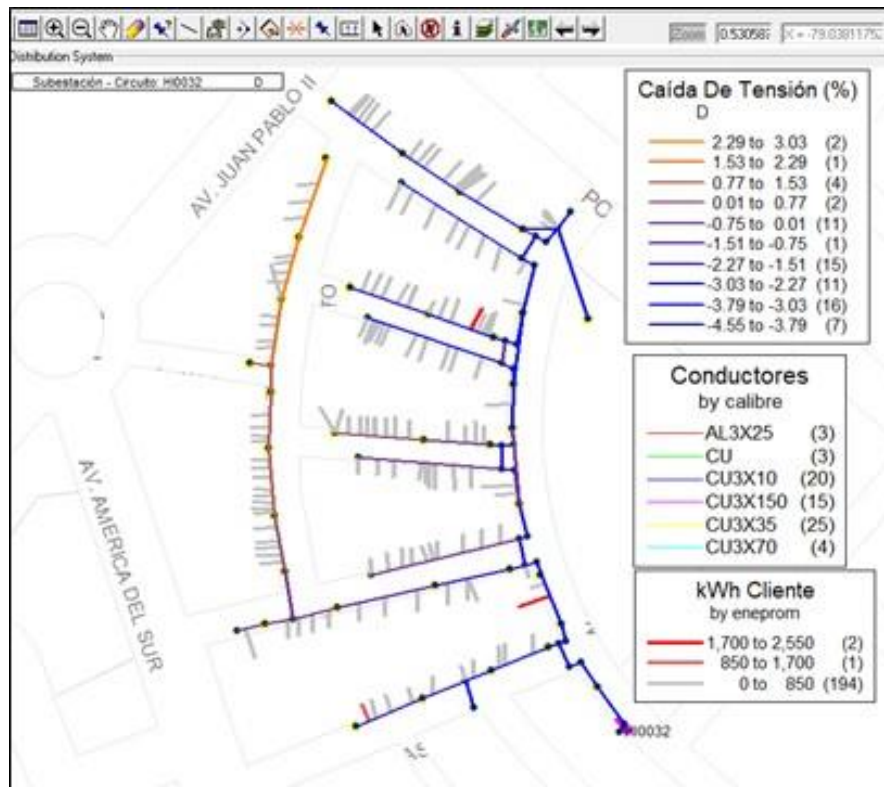 Zoom 0.53058 X = -79.0381175
Distribution System
Subestación - Circuito: HI0032 D
AV. JUAN PABLO II
PC
TO
AV. AMERICA DEL SUR
HI0032
Caída De Tensión (%)
D
2.29 to 3.03 (2)
1.53 to 2.29 (1)
0.77 to 1.53 (4)
0.01 to 0.77 (2)
-0.75 to 0.01 (11)
-1.51 to -0.75 (1)
-2.27 to -1.51 (15)
-3.03 to -2.27 (11)
-3.79 to -3.03 (16)
-4.55 to -3.79 (7)
Conductores
by calibre
AL3X25 (3)
CU (3)
CU3X10 (20)
CU3X150 (15)
CU3X35 (25)
CU3X70 (4)
kWh Cliente
by eneprom
1,700 to 2,550 (2)
850 to 1,700 (1)
0 to 850 (194)